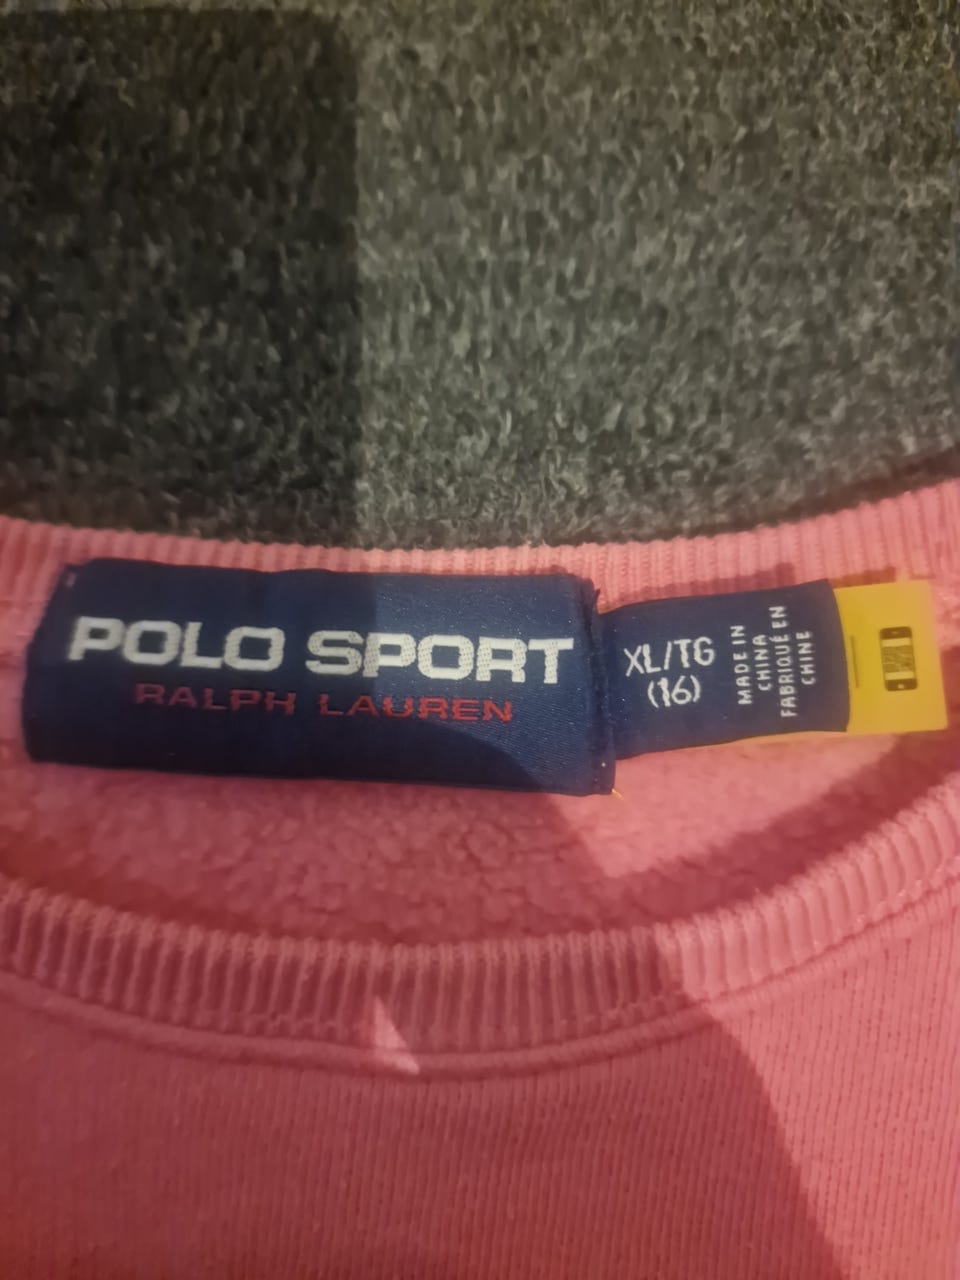 POLO SPORT
RALPH LAUREN
XL/TG
(16)
MADE IN
CHINA
FABRIQUÉ EN
CHINE